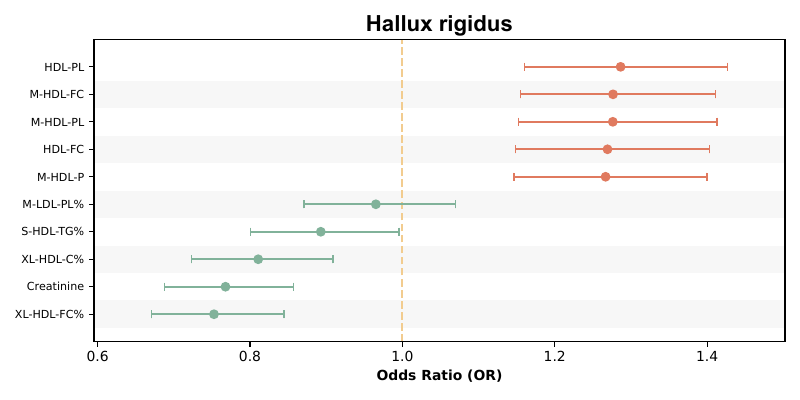 Hallux rigidus
HDL-PL
M-HDL-FC
M-HDL-PL
HDL-FC
M-HDL-P
M-LDL-PL%
S-HDL-TG%
XL-HDL-C%
Creatinine
XL-HDL-FC%
0.6 0.8 1.0 1.2 1.4
Odds Ratio (OR)